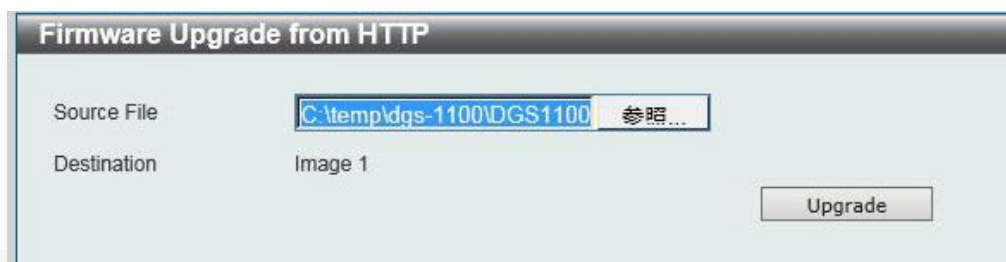 Firmware Upgrade from HTTP
Source File C:\temp\dgs-1100\DGS1100 参照...
Destination Image 1
Upgrade